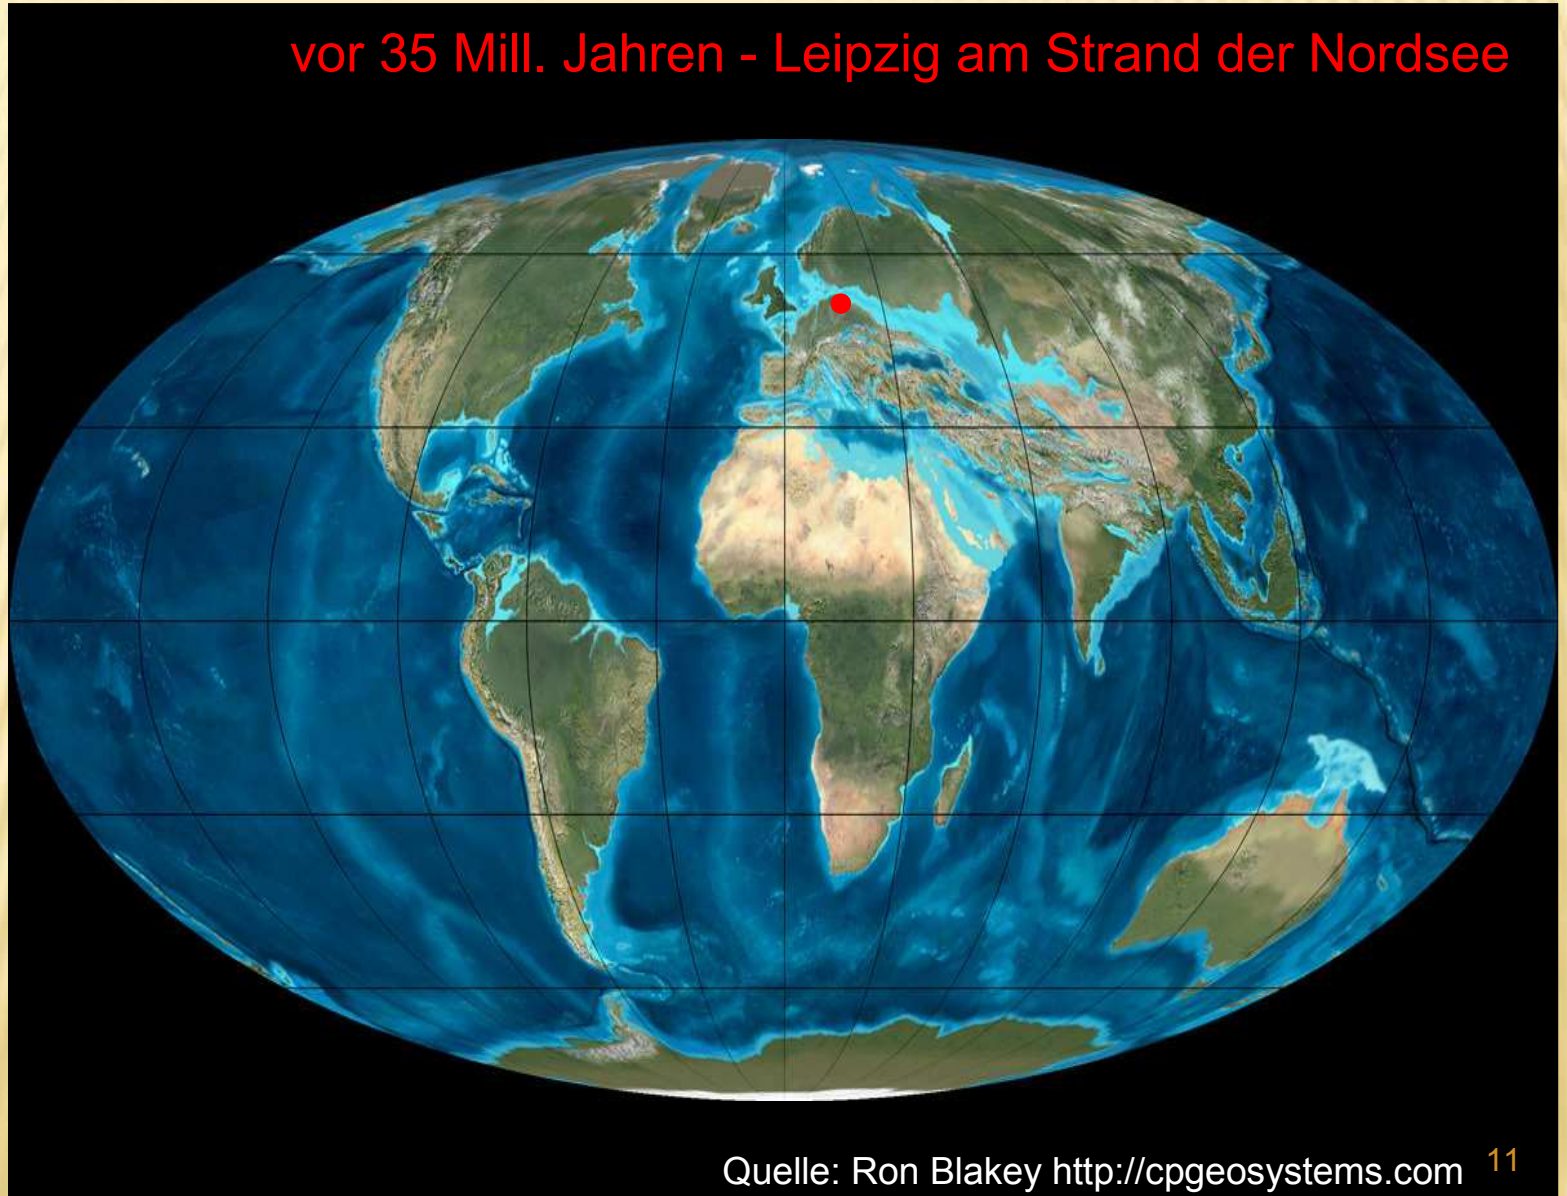 vor 35 Mill. Jahren - Leipzig am Strand der Nordsee
Quelle: Ron Blakey http://cpgeosystems.com
11